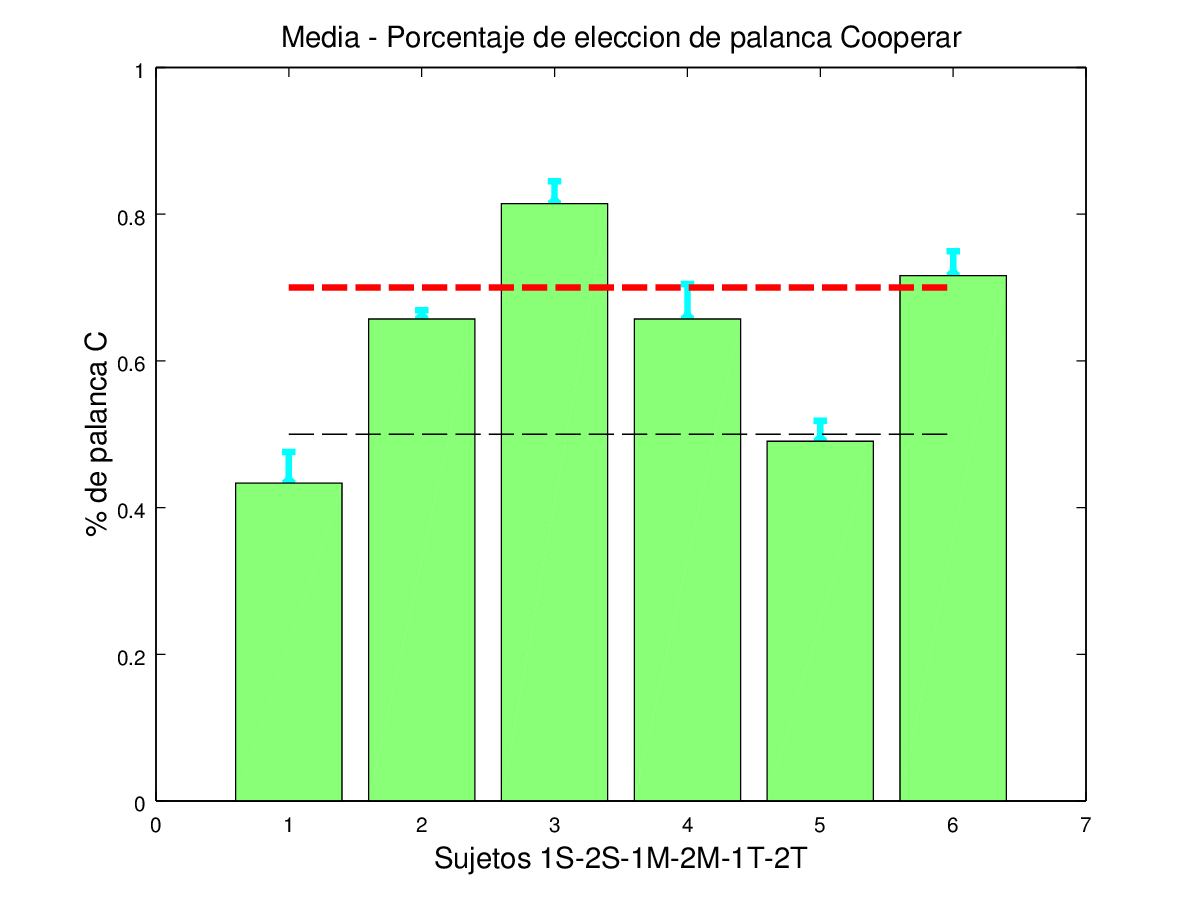 Media - Porcentaje de eleccion de palanca Cooperar
1
0.8
0.6
0.4
0.2
0
% de palanca C
0 1 2 3 4 5 6 7
Sujetos 1S-2S-1M-2M-1T-2T